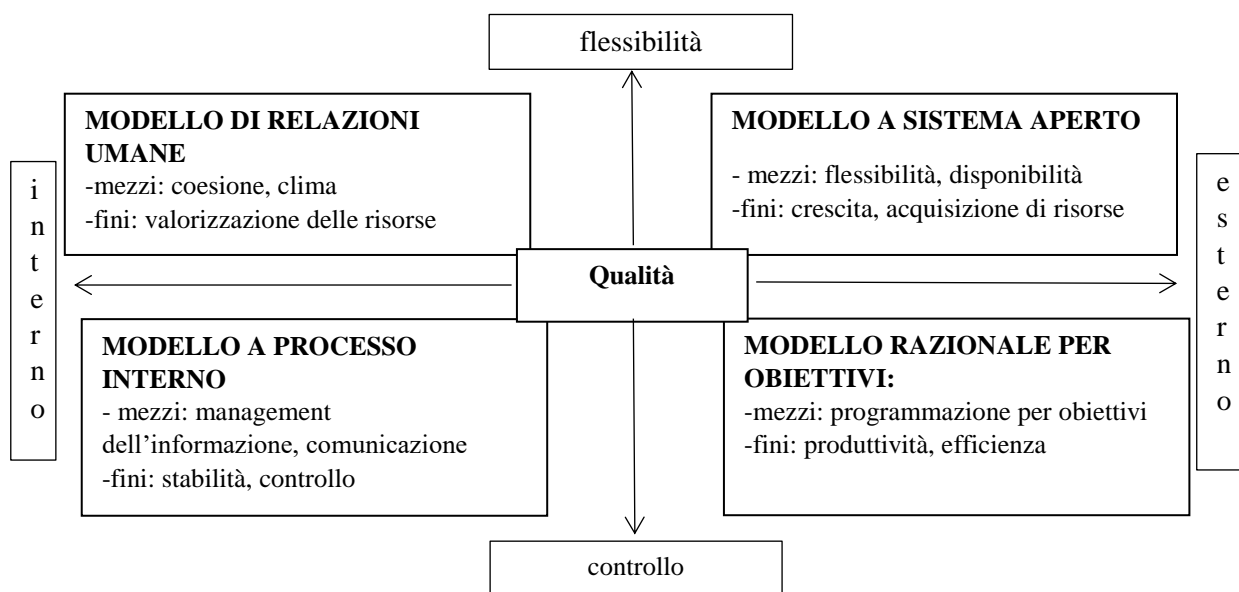 flessibilità
MODELLO DI RELAZIONI
UMANE
-mezzi: coesione, clima
-fini: valorizzazione delle risorse
MODELLO A SISTEMA APERTO
- mezzi: flessibilità, disponibilità
-fini: crescita, acquisizione di risorse
interno
Qualità
esterno
MODELLO A PROCESSO
INTERNO
- mezzi: management
dell’informazione, comunicazione
-fini: stabilità, controllo
MODELLO RAZIONALE PER
OBIETTIVI:
-mezzi: programmazione per obiettivi
-fini: produttività, efficienza
controllo